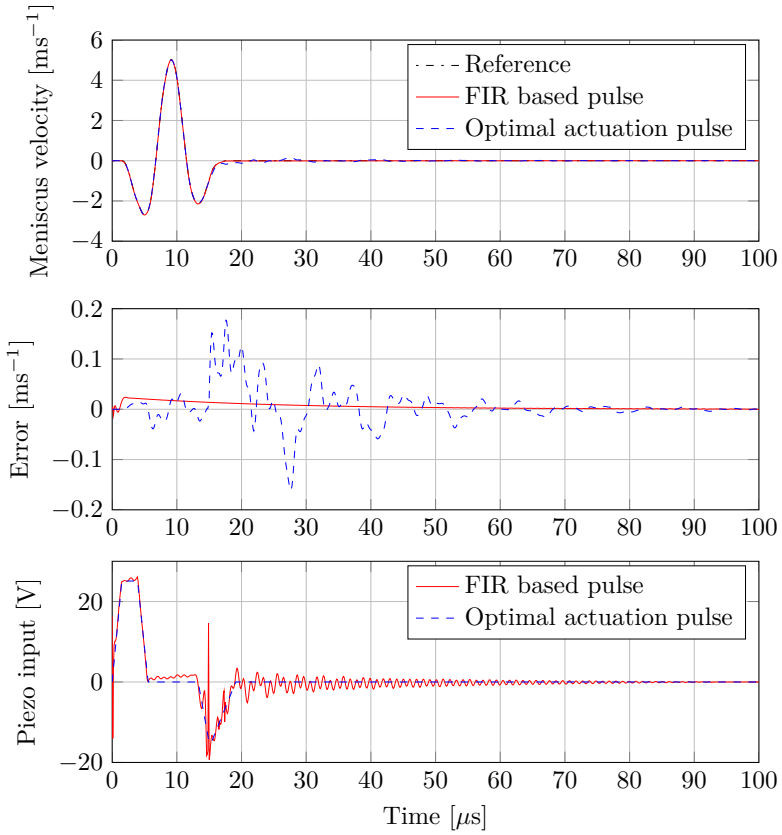 Meniscus velocity [ms⁻¹]
6
4
2
0
−2
−4
Reference
FIR based pulse
Optimal actuation pulse
0 10 20 30 40 50 60 70 80 90 100
Error [ms⁻¹]
0.2
0.1
0
−0.1
−0.2
0 10 20 30 40 50 60 70 80 90 100
Piezo input [V]
20
0
−20
FIR based pulse
Optimal actuation pulse
0 10 20 30 40 50 60 70 80 90 100
Time [μs]